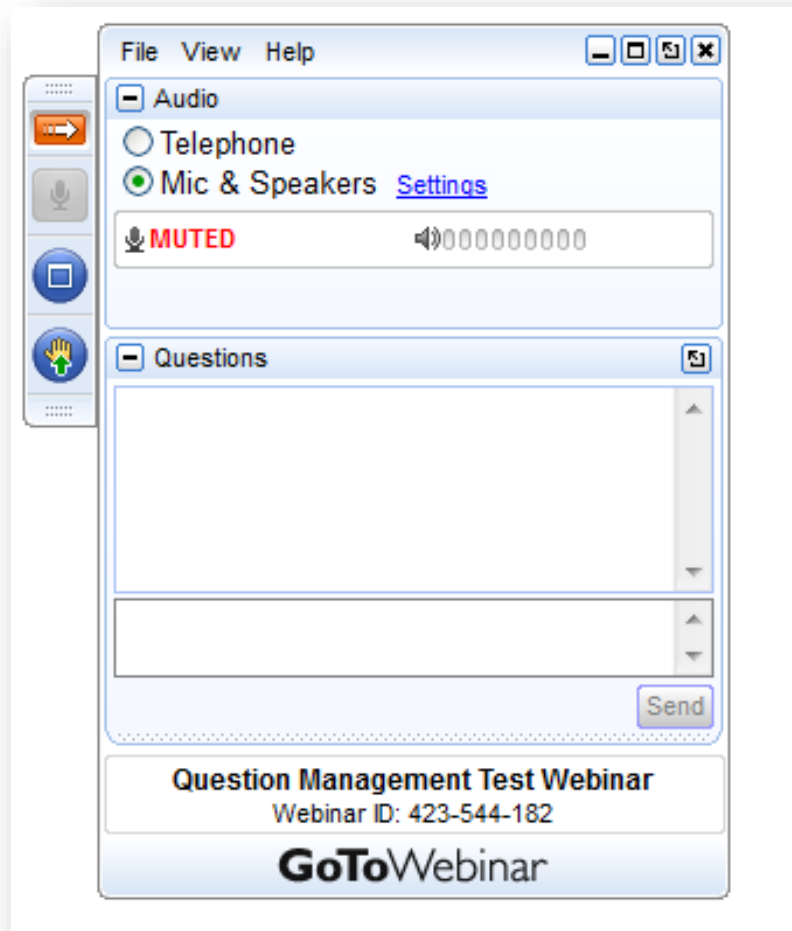 File View Help
Audio
Telephone
Mic & Speakers Settings
MUTED
Questions
Send
Question Management Test Webinar
Webinar ID: 423-544-182
GoToWebinar